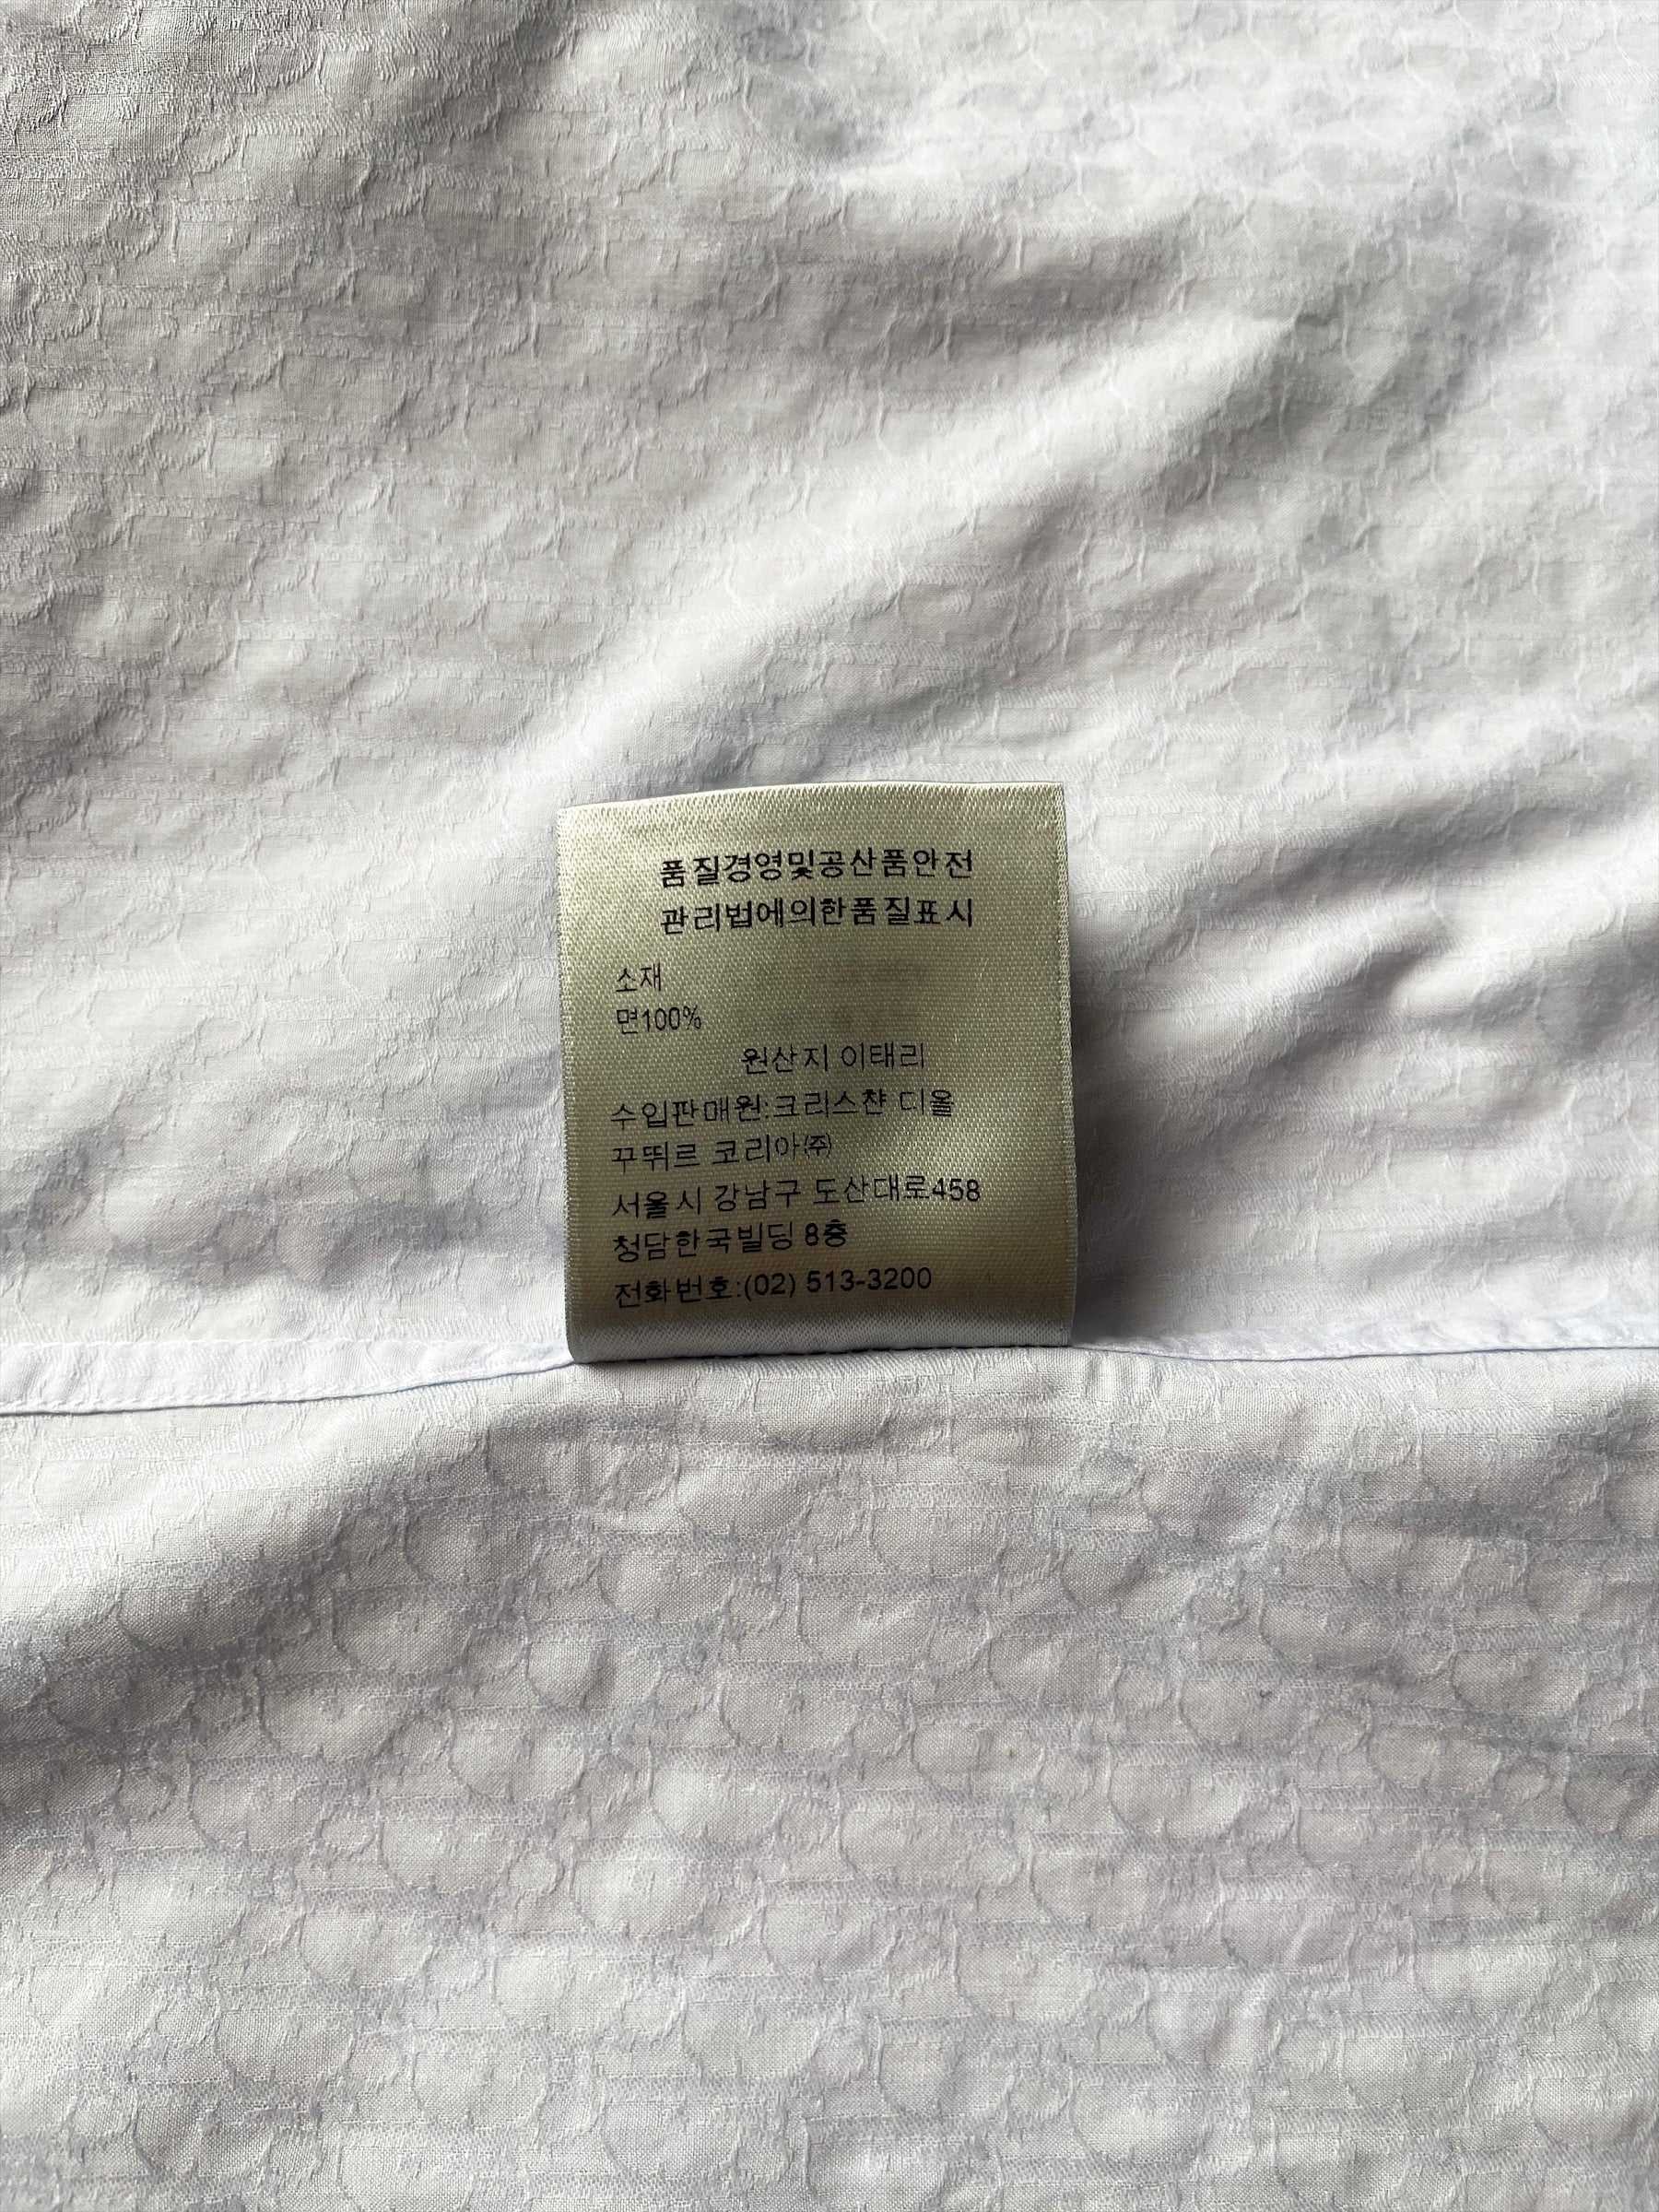 품질경영및공산품안전
관리법에의한품질표시
소재
면100%
원산지 이태리
수입판매원:크리스챤 디올
꾸뛰르 코리아㈜
서울시 강남구 도산대로458
청담한국빌딩 8층
전화번호:(02) 513-3200